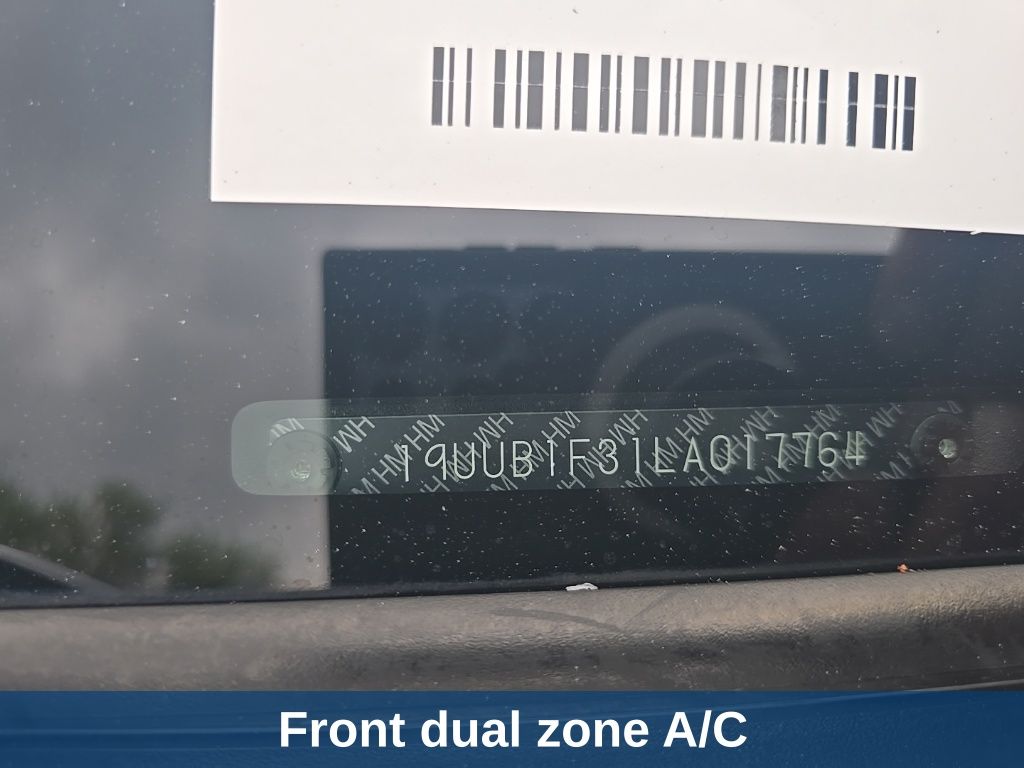 19UUB1F31LA017764
Front dual zone A/C